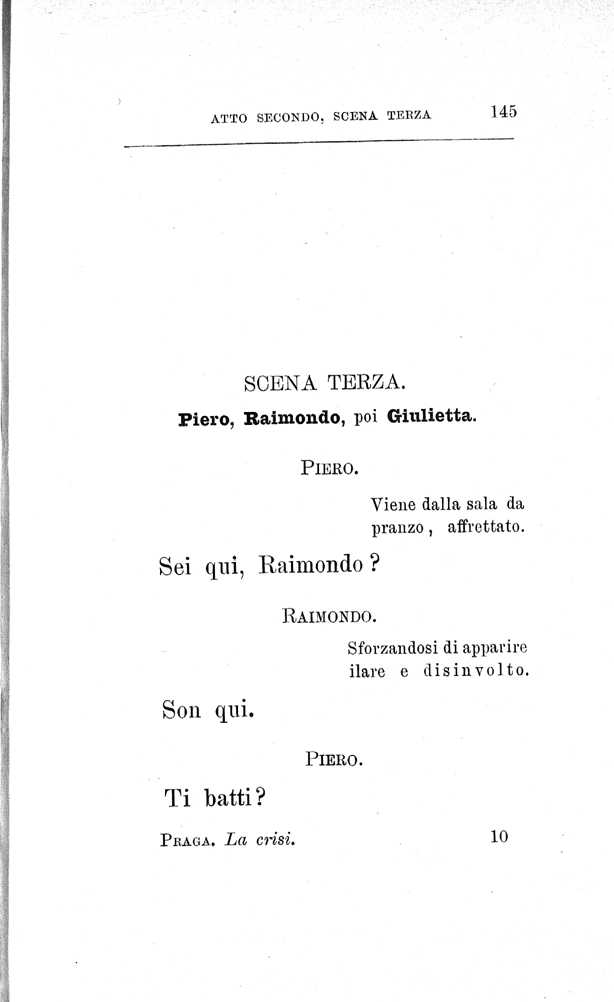 ATTO SECONDO, SCENA TERZA 145
SCENA TERZA.
Piero, Raimondo, poi Giulietta.
PIERO.
Viene dalla sala da
pranzo, affrettato.
Sei qui, Raimondo?
RAIMONDO.
Sforzandosi di apparire
ilare e disinvolto.
Son qui.
PIERO.
Ti batti?
PRAGA. La crisi. 10